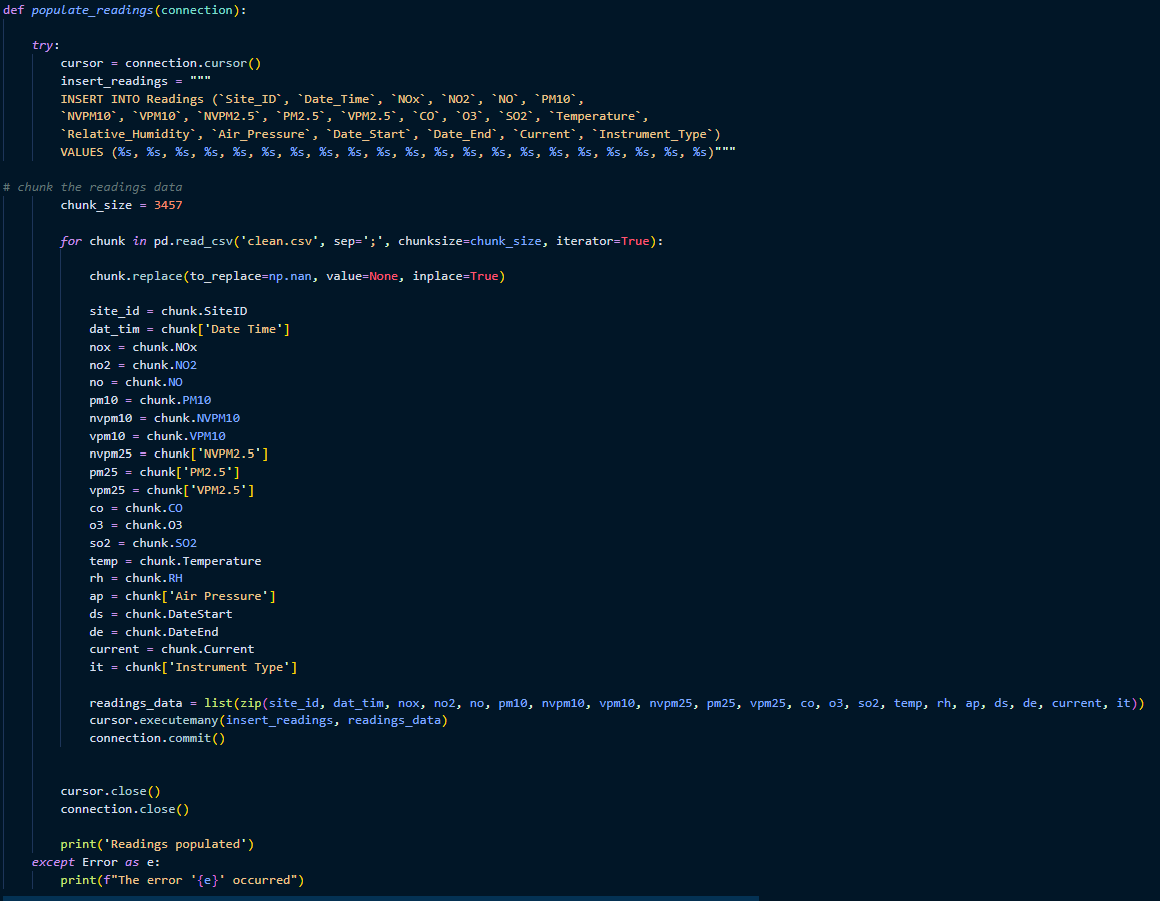 def populate_readings(connection):
try:
cursor = connection.cursor()
insert_readings = """
INSERT INTO Readings (`Site_ID`, `Date_Time`, `NOx`, `NO2`, `NO`, `PM10`,
`NVPM10`, `VPM10`, `NVPM2.5`, `PM2.5`, `VPM2.5`, `CO`, `O3`, `SO2`, `Temperature`,
`Relative_Humidity`, `Air_Pressure`, `Date_Start`, `Date_End`, `Current`, `Instrument_Type`)
VALUES (%s, %s, %s, %s, %s, %s, %s, %s, %s, %s, %s, %s, %s, %s, %s, %s, %s, %s, %s, %s, %s)"""
# chunk the readings data
chunk_size = 3457
for chunk in pd.read_csv('clean.csv', sep=';', chunksize=chunk_size, iterator=True):
chunk.replace(to_replace=np.nan, value=None, inplace=True)
site_id = chunk.SiteID
dat_tim = chunk['Date Time']
nox = chunk.NOx
no2 = chunk.NO2
no = chunk.NO
pm10 = chunk.PM10
nvpm10 = chunk.NVPM10
vpm10 = chunk.VPM10
nvpm25 = chunk['NVPM2.5']
pm25 = chunk['PM2.5']
vpm25 = chunk['VPM2.5']
co = chunk.CO
o3 = chunk.O3
so2 = chunk.SO2
temp = chunk.Temperature
rh = chunk.RH
ap = chunk['Air Pressure']
ds = chunk.DateStart
de = chunk.DateEnd
current = chunk.Current
it = chunk['Instrument Type']
readings_data = list(zip(site_id, dat_tim, nox, no2, no, pm10, nvpm10, vpm10, nvpm25, pm25, vpm25, co, o3, so2, temp, rh, ap, ds, de, current, it))
cursor.executemany(insert_readings, readings_data)
connection.commit()
cursor.close()
connection.close()
print('Readings populated')
except Error as e:
print(f"The error '{e}' occurred")